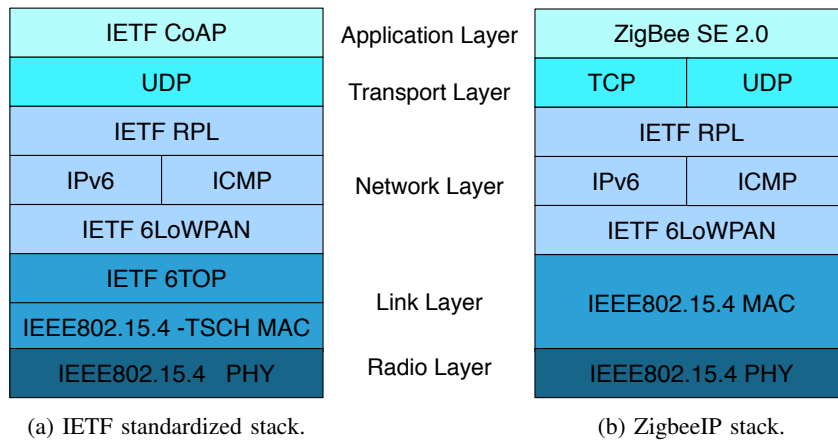 IETF CoAP
UDP
IETF RPL
IPv6 ICMP
IETF 6LoWPAN
IETF 6TOP
IEEE802.15.4 -TSCH MAC
IEEE802.15.4 PHY
(a) IETF standardized stack.
Application Layer
Transport Layer
Network Layer
Link Layer
Radio Layer
ZigBee SE 2.0
TCP UDP
IETF RPL
IPv6 ICMP
IETF 6LoWPAN
IEEE802.15.4 MAC
IEEE802.15.4 PHY
(b) ZigbeeIP stack.